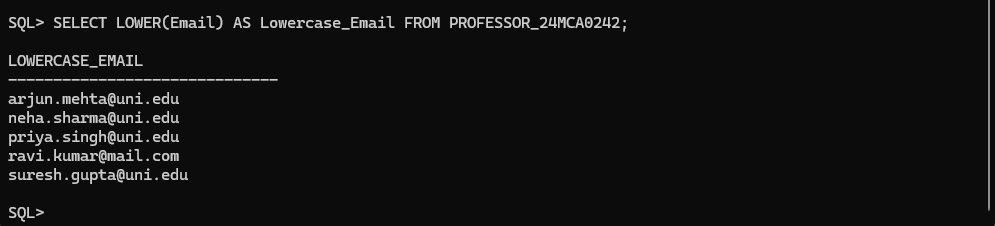 SQL> SELECT LOWER(Email) AS Lowercase_Email FROM PROFESSOR_24MCA0242;
LOWERCASE_EMAIL
------------------------------
arjun.mehta@uni.edu
neha.sharma@uni.edu
priya.singh@uni.edu
ravi.kumar@mail.com
suresh.gupta@uni.edu
SQL>